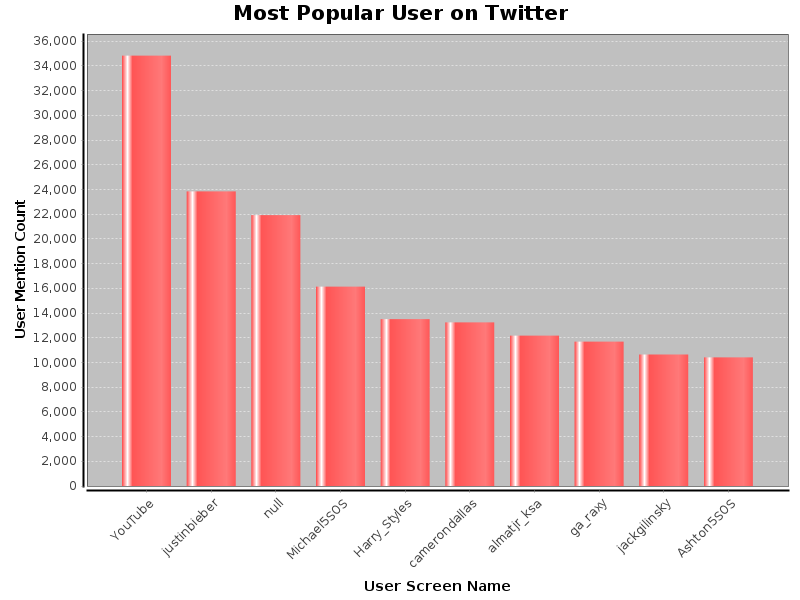 Most Popular User on Twitter
User Mention Count
36,000
34,000
32,000
30,000
28,000
26,000
24,000
22,000
20,000
18,000
16,000
14,000
12,000
10,000
8,000
6,000
4,000
2,000
0
YouTube
justinbieber
null
Michael5SOS
Harry_Styles
camerondallas
almatjr_ksa
ga_raxy
jackgilinsky
Ashton5SOS
User Screen Name